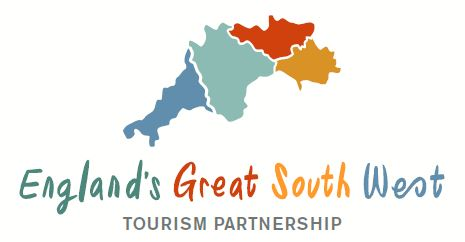 England's Great South West
TOURISM PARTNERSHIP